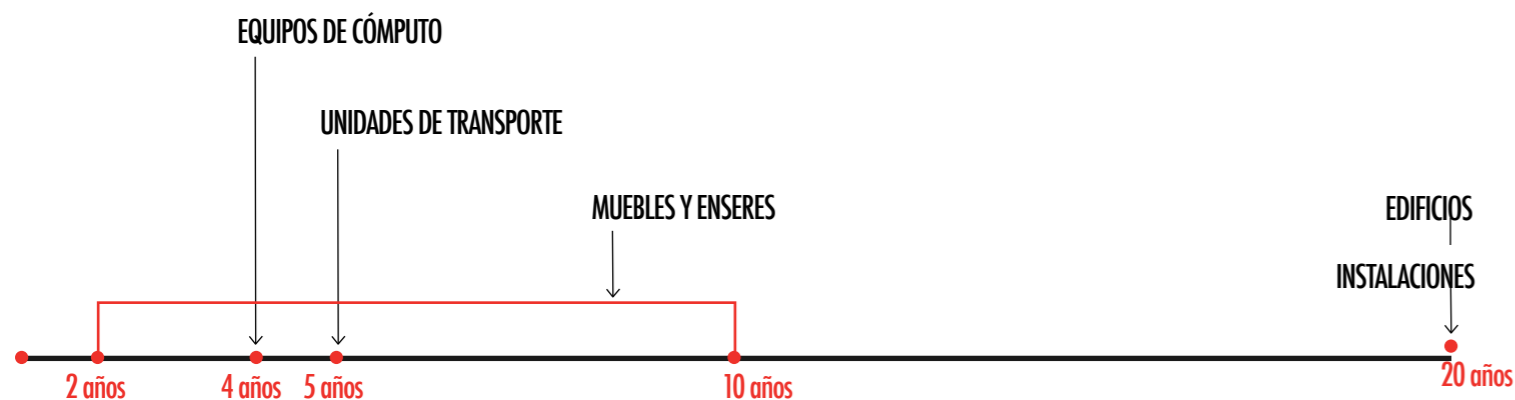 EQUIPOS DE CÓMPUTO
UNIDADES DE TRANSPORTE
MUEBLES Y ENSERES
EDIFICIOS
INSTALACIONES
2 años
4 años
5 años
10 años
20 años